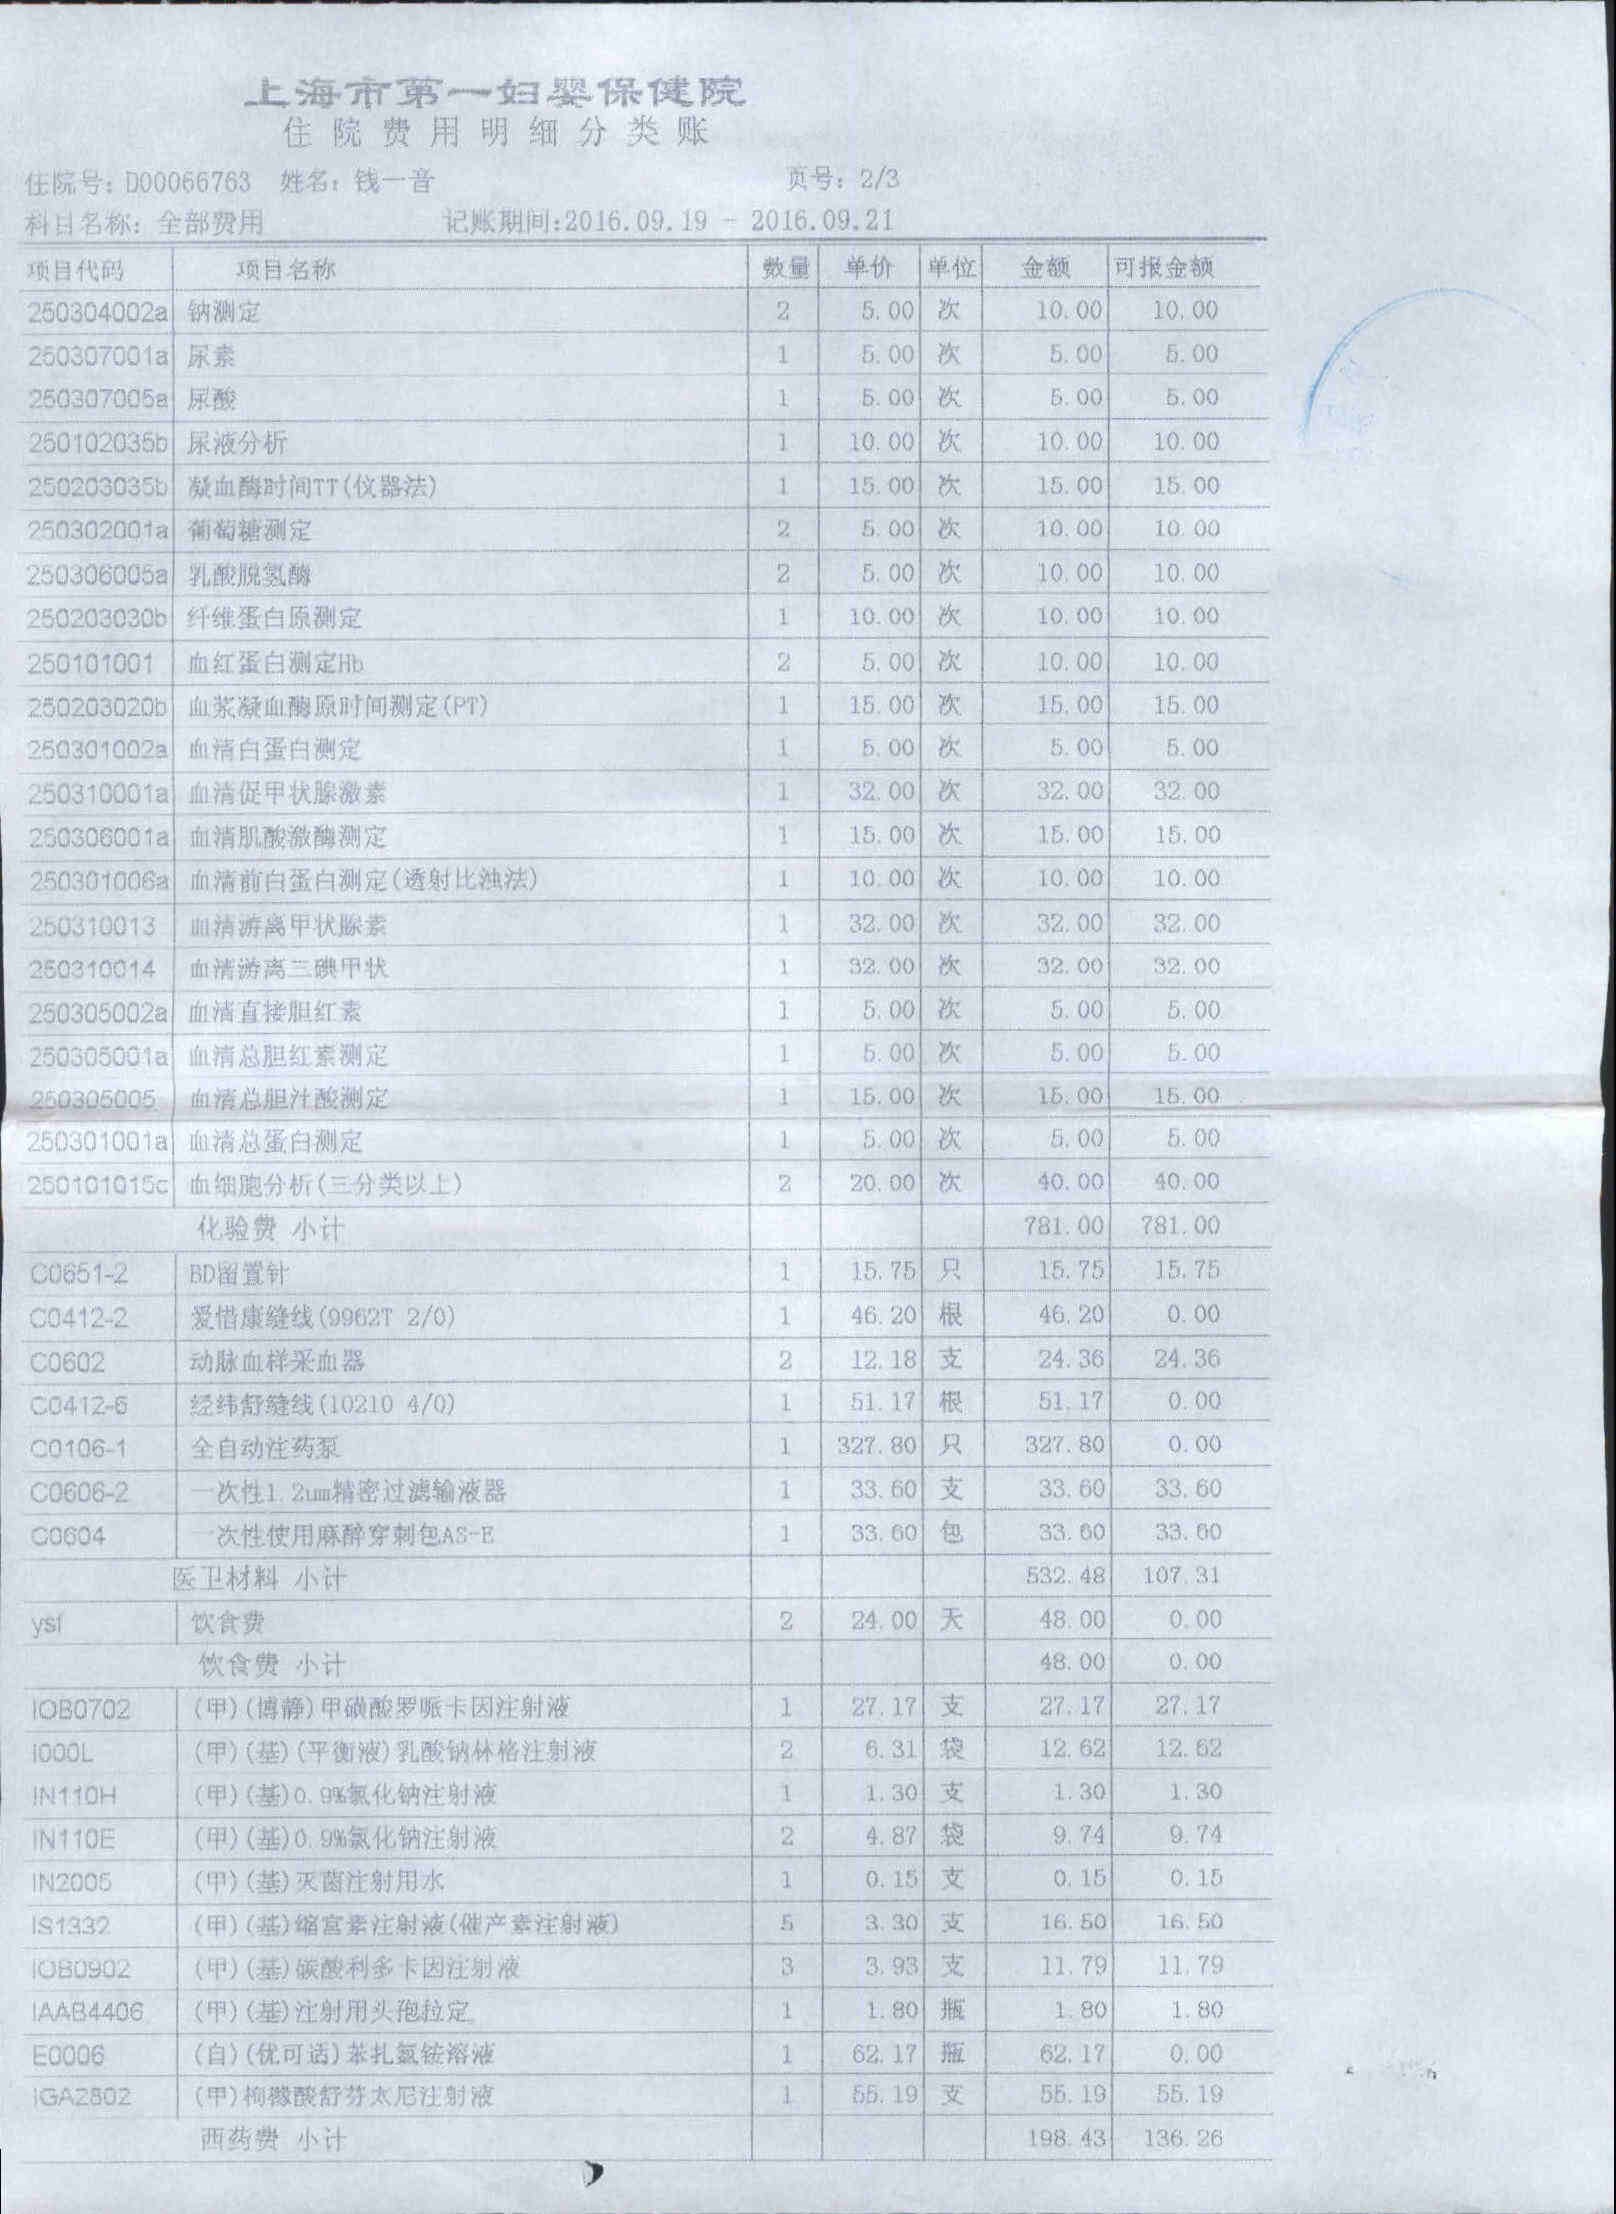 上海市第一妇婴保健院
住院费用明细分类账
住院号: D00066763 姓名: 钱一音 页号: 2/3
科目名称: 全部费用 记账期间:2016.09.19 - 2016.09.21
项目代码 项目名称 数量 单价 单位 金额 可报金额
250304002a 钠测定 2 5.00 次 10.00 10.00
250307001a 尿素 1 5.00 次 5.00 5.00
250307005a 尿酸 1 5.00 次 5.00 5.00
250102035b 尿液分析 1 10.00 次 10.00 10.00
250203035b 凝血酶时间TT(仪器法) 1 15.00 次 15.00 15.00
250302001a 葡萄糖测定 2 5.00 次 10.00 10.00
250306005a 乳酸脱氢酶 2 5.00 次 10.00 10.00
250203030b 纤维蛋白原测定 1 10.00 次 10.00 10.00
250101001 血红蛋白测定Hb 2 5.00 次 10.00 10.00
250203020b 血浆凝血酶原时间测定(PT) 1 15.00 次 15.00 15.00
250301002a 血清白蛋白测定 1 5.00 次 5.00 5.00
250310001a 血清促甲状腺激素 1 32.00 次 32.00 32.00
250306001a 血清肌酸激酶测定 1 15.00 次 15.00 15.00
250301006a 血清前白蛋白测定(透射比浊法) 1 10.00 次 10.00 10.00
250310013 血清游离甲状腺素 1 32.00 次 32.00 32.00
250310014 血清游离三碘甲状 1 32.00 次 32.00 32.00
250305002a 血清直接胆红素 1 5.00 次 5.00 5.00
250305001a 血清总胆红素测定 1 5.00 次 5.00 5.00
250305005 血清总胆汁酸测定 1 15.00 次 15.00 15.00
250301001a 血清总蛋白测定 1 5.00 次 5.00 5.00
250101015c 血细胞分析(三分类以上) 2 20.00 次 40.00 40.00
化验费 小计 781.00 781.00
C0651-2 BD留置针 1 15.75 只 15.75 15.75
C0412-2 爱惜康缝线(9962T 2/0) 1 46.20 根 46.20 0.00
C0602 动脉血样采血器 2 12.18 支 24.36 24.36
C0412-6 经纬舒缝线(10210 4/0) 1 51.17 根 51.17 0.00
C0106-1 全自动注药泵 1 327.80 只 327.80 0.00
C0606-2 一次性1.2um精密过滤输液器 1 33.60 支 33.60 33.60
C0604 一次性使用麻醉穿刺包AS-E 1 33.60 包 33.60 33.60
医卫材料 小计 532.48 107.31
ysf 饮食费 2 24.00 天 48.00 0.00
饮食费 小计 48.00 0.00
IOB0702 (甲)(博静)甲磺酸罗哌卡因注射液 1 27.17 支 27.17 27.17
I000L (甲)(基)(平衡液)乳酸钠林格注射液 2 6.31 袋 12.62 12.62
IN110H (甲)(基)0.9%氯化钠注射液 1 1.30 支 1.30 1.30
IN110E (甲)(基)0.9%氯化钠注射液 2 4.87 袋 9.74 9.74
IN2005 (甲)(基)灭菌注射用水 1 0.15 支 0.15 0.15
IS1332 (甲)(基)缩宫素注射液(催产素注射液) 5 3.30 支 16.50 16.50
IOB0902 (甲)(基)碳酸利多卡因注射液 3 3.93 支 11.79 11.79
IAAB4406 (甲)(基)注射用头孢拉定 1 1.80 瓶 1.80 1.80
E0006 (自)(优可适)苯扎氯铵溶液 1 62.17 瓶 62.17 0.00
IGA2802 (甲)枸橼酸舒芬太尼注射液 1 55.19 支 55.19 55.19
西药费 小计 198.43 136.26